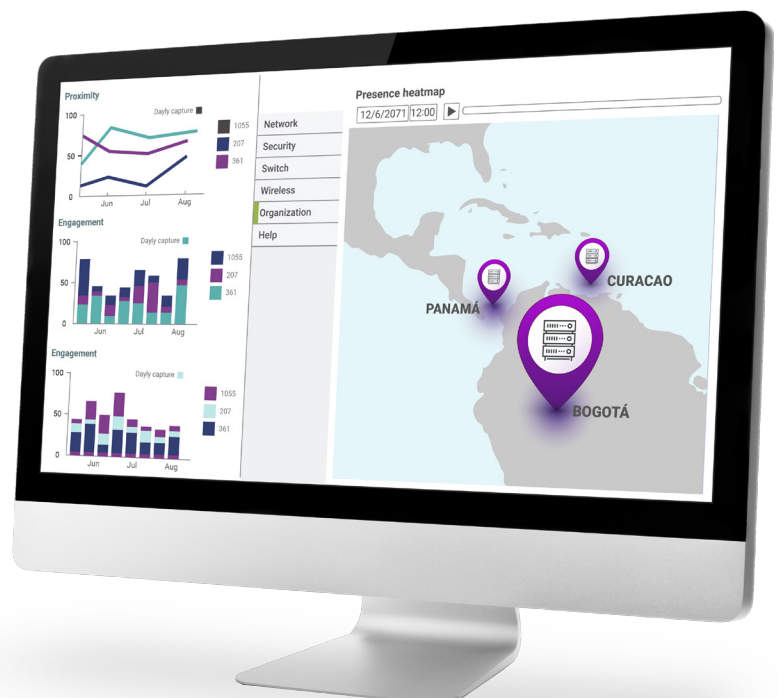 Proximity
Dayly capture
100
50
0
Jun Jul Aug
1055
207
361
Engagement
Dayly capture
100
50
0
Jun Jul Aug
1055
207
361
Engagement
Dayly capture
100
50
0
Jun Jul Aug
1055
207
361
Network
Security
Switch
Wireless
Organization
Help
Presence heatmap
12/6/2071 12:00
CURACAO
PANAMÁ
BOGOTÁ